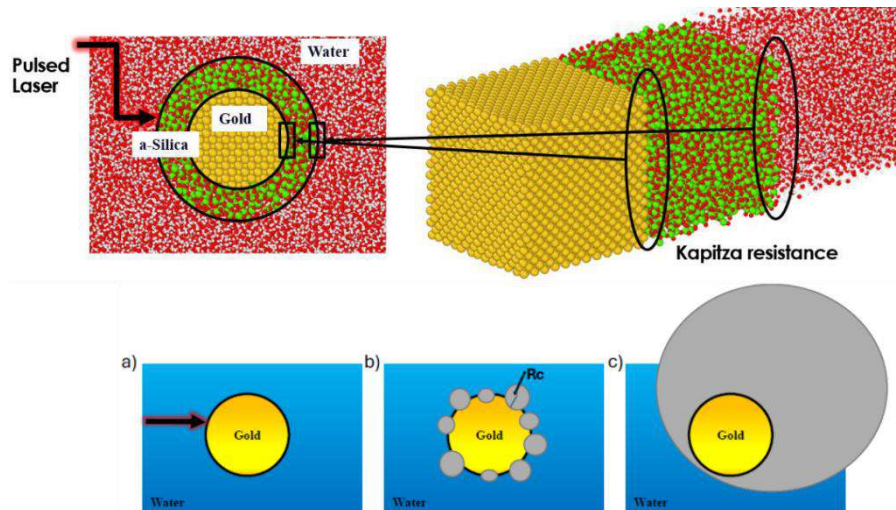 Water
Pulsed
Laser
Gold
a-Silica
Kapitza resistance
a)
Gold
Water
b)
Rc
Gold
Water
c)
Gold
Water